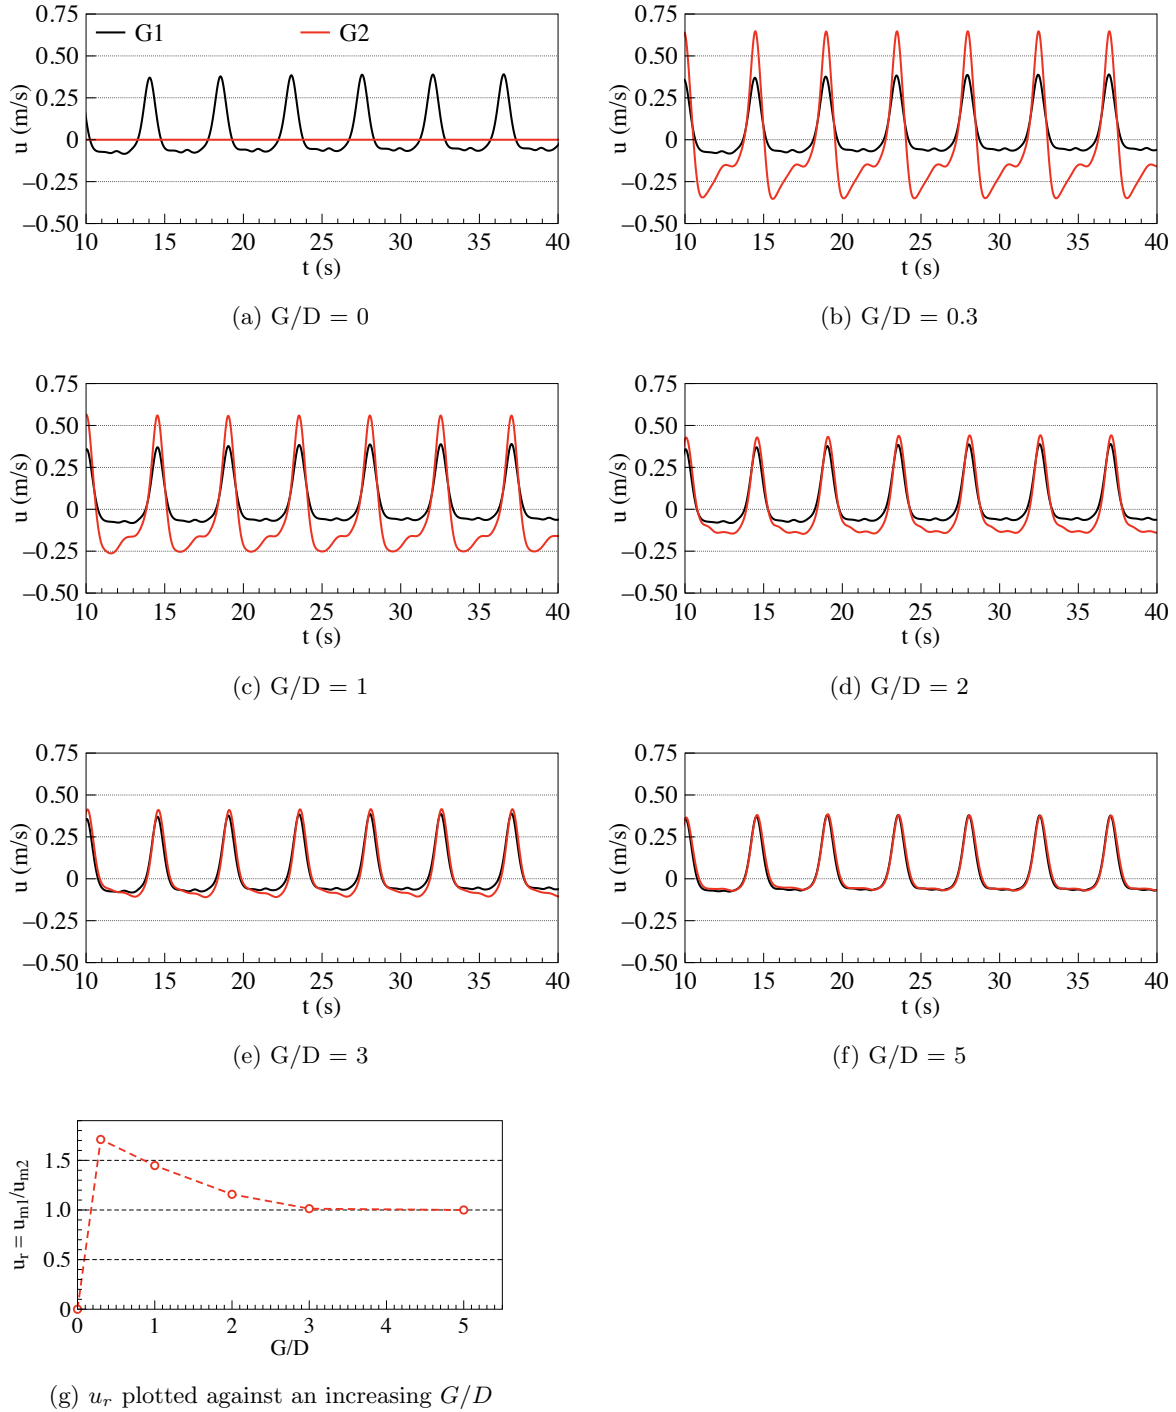 0.75
0.50
0.25
0
–0.25
–0.50
u (m/s)
G1
G2
10 15 20 25 30 35 40
t (s)
(a) G/D = 0
0.75
0.50
0.25
0
–0.25
–0.50
u (m/s)
10 15 20 25 30 35 40
t (s)
(b) G/D = 0.3
0.75
0.50
0.25
0
–0.25
–0.50
u (m/s)
10 15 20 25 30 35 40
t (s)
(c) G/D = 1
0.75
0.50
0.25
0
–0.25
–0.50
u (m/s)
10 15 20 25 30 35 40
t (s)
(d) G/D = 2
0.75
0.50
0.25
0
–0.25
–0.50
u (m/s)
10 15 20 25 30 35 40
t (s)
(e) G/D = 3
0.75
0.50
0.25
0
–0.25
–0.50
u (m/s)
10 15 20 25 30 35 40
t (s)
(f) G/D = 5
1.5
1.0
0.5
0
u_r = u_m1/u_m2
0 1 2 3 4 5
G/D
(g) u_r plotted against an increasing G/D